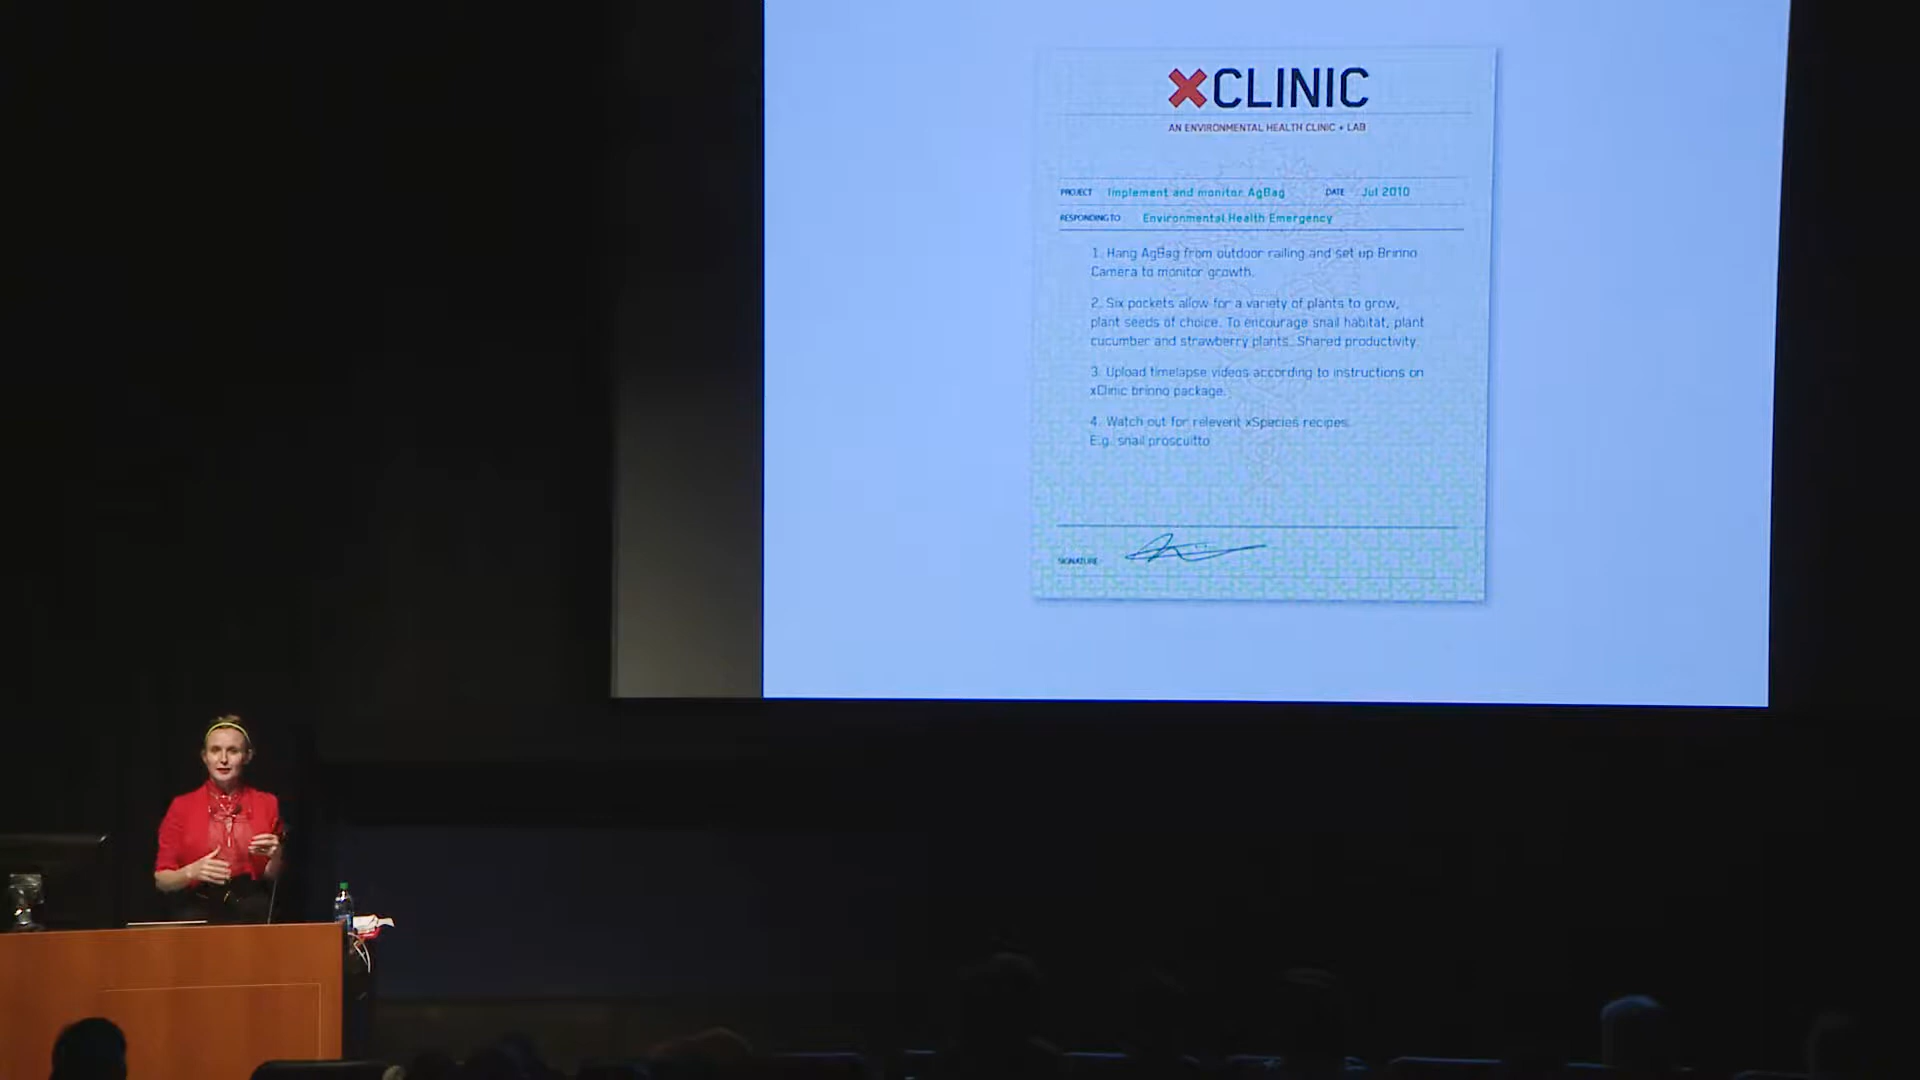 XCLINIC
AN ENVIRONMENTAL HEALTH CLINIC + LAB
PROJECT Implement and monitor AgBag DATE Jul 2010
RESPONDING TO Environmental Health Emergency
1. Hang AgBag from outdoor railing and set up Brinno
Camera to monitor growth.
2. Six pockets allow for a variety of plants to grow,
plant seeds of choice. To encourage snail habitat, plant
cucumber and strawberry plants. Shared productivity.
3. Upload timelapse videos according to instructions on
xClinic brinno package.
4. Watch out for relevent xSpecies recipes.
E.g. snail proscuitto
SIGNATURE